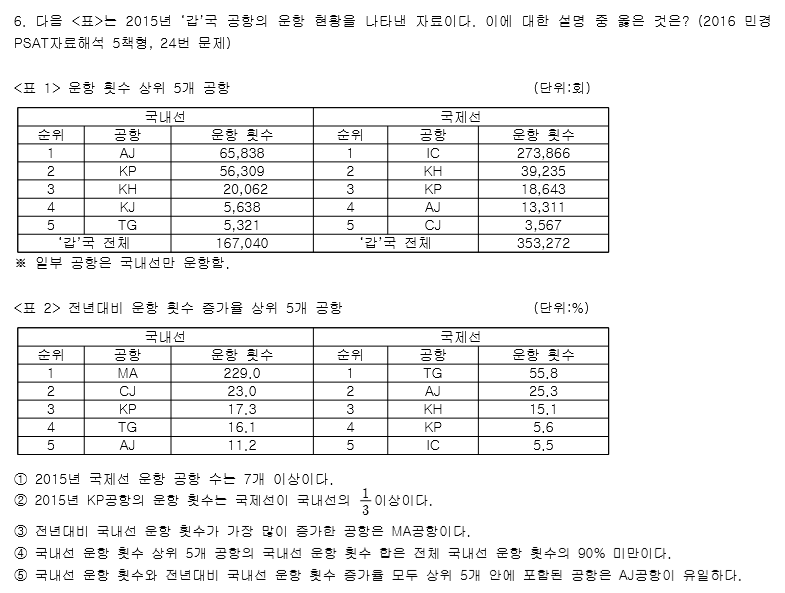 6. 다음 <표>는 2015년 ‘갑’국 공항의 운항 현황을 나타낸 자료이다. 이에 대한 설명 중 옳은 것은? (2016 민경
PSAT자료해석 5책형, 24번 문제)
<표 1> 운항 횟수 상위 5개 공항 (단위:회)
국내선 국제선
순위 공항 운항 횟수 순위 공항 운항 횟수
1 AJ 65,838 1 IC 273,866
2 KP 56,309 2 KH 39,235
3 KH 20,062 3 KP 18,643
4 KJ 5,638 4 AJ 13,311
5 TG 5,321 5 CJ 3,567
‘갑’국 전체 167,040 ‘갑’국 전체 353,272
※ 일부 공항은 국내선만 운항함.
<표 2> 전년대비 운항 횟수 증가율 상위 5개 공항 (단위:%)
국내선 국제선
순위 공항 운항 횟수 순위 공항 운항 횟수
1 MA 229.0 1 TG 55.8
2 CJ 23.0 2 AJ 25.3
3 KP 17.3 3 KH 15.1
4 TG 16.1 4 KP 5.6
5 AJ 11.2 5 IC 5.5
① 2015년 국제선 운항 공항 수는 7개 이상이다.
② 2015년 KP공항의 운항 횟수는 국제선이 국내선의 1/3이상이다.
③ 전년대비 국내선 운항 횟수가 가장 많이 증가한 공항은 MA공항이다.
④ 국내선 운항 횟수 상위 5개 공항의 국내선 운항 횟수 합은 전체 국내선 운항 횟수의 90% 미만이다.
⑤ 국내선 운항 횟수와 전년대비 국내선 운항 횟수 증가율 모두 상위 5개 안에 포함된 공항은 AJ공항이 유일하다.